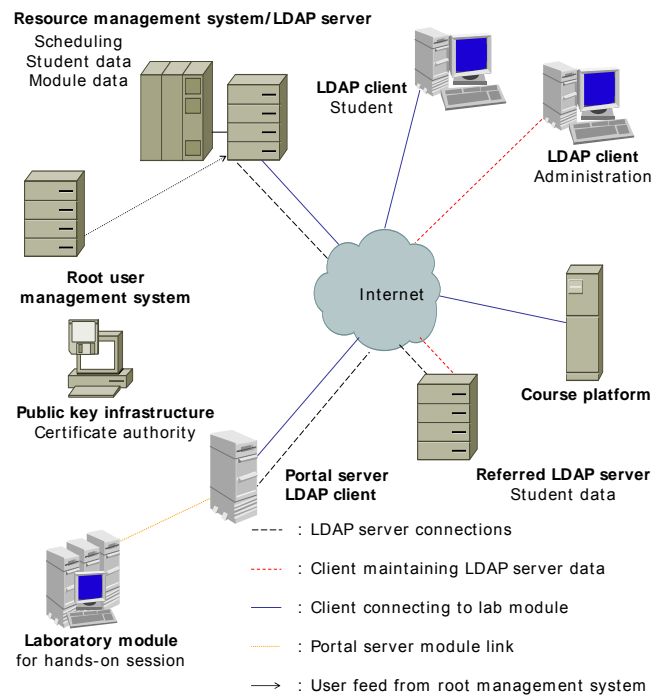 Resource management system/LDAP server
Scheduling
Student data
Module data
LDAP client
Student
LDAP client
Administration
Root user
management system
Internet
Public key infrastructure
Certificate authority
Course platform
Portal server
LDAP client
Referred LDAP server
Student data
: LDAP server connections
: Client maintaining LDAP server data
: Client connecting to lab module
Laboratory module
for hands-on session
: Portal server module link
: User feed from root management system